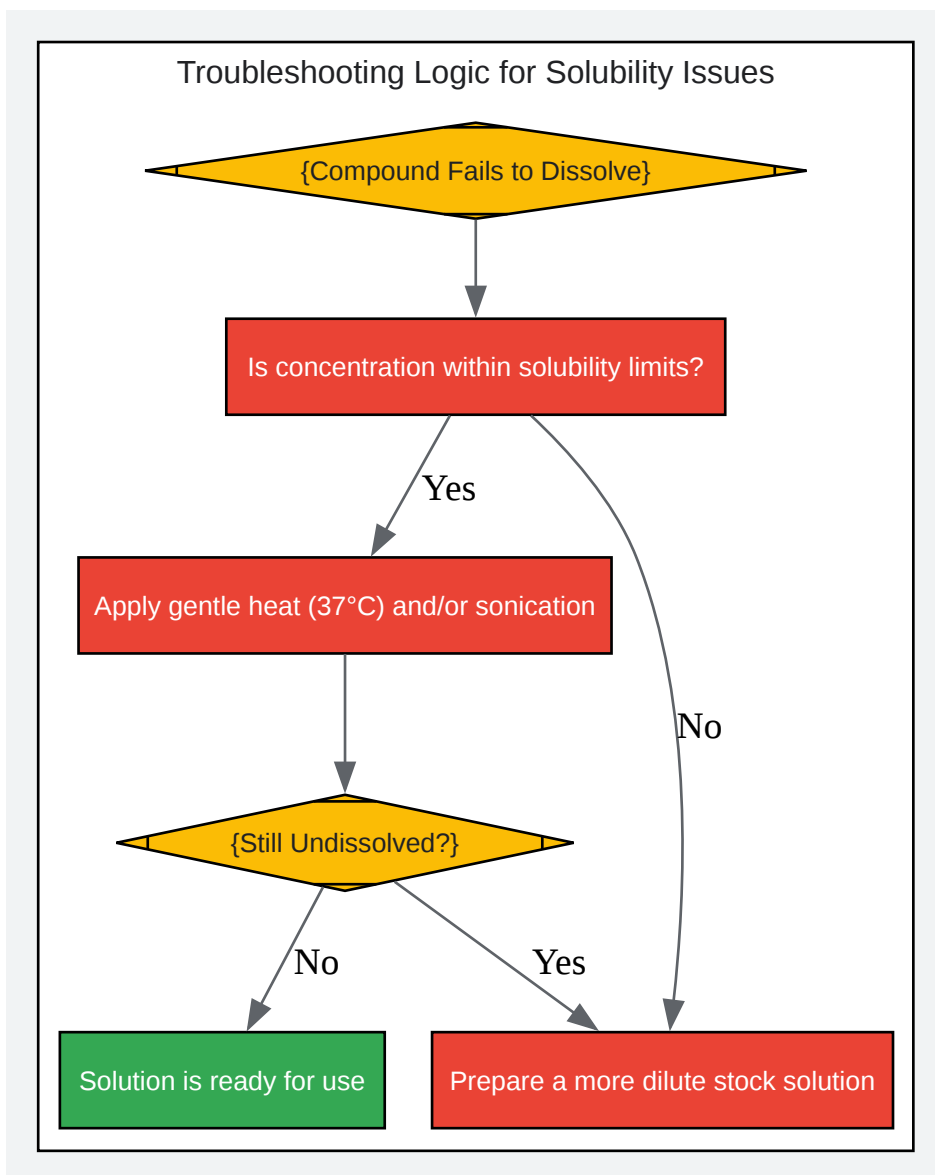 Troubleshooting Logic for Solubility Issues
{Compound Fails to Dissolve}
Is concentration within solubility limits?
Yes
Apply gentle heat (37°C) and/or sonication
No
{Still Undissolved?}
No
Yes
Solution is ready for use
Prepare a more dilute stock solution